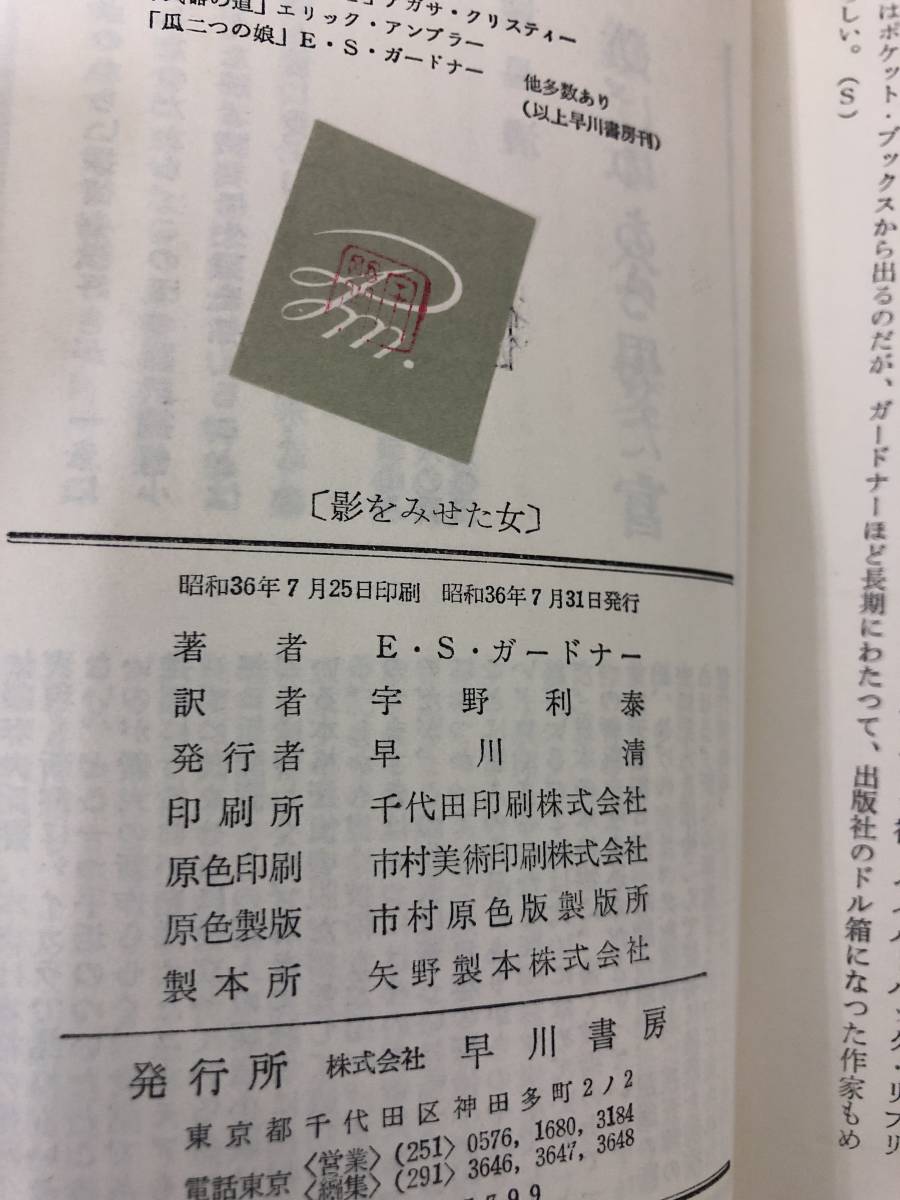 の道」エリック・アンブラー
アガサ・クリスティー
「瓜二つの娘」E・S・ガードナー
他多数あり
(以上早川書房刊)
〔影をみせた女〕
昭和36年7月25日印刷 昭和36年7月31日発行
著者 E・S・ガードナー
訳者 宇野利泰
発行者 早川清
印刷所 千代田印刷株式会社
原色印刷 市村美術印刷株式会社
原色製版 市村原色版製版所
製本所 矢野製本株式会社
発行所 株式会社 早川書房
東京都千代田区神田多町2ノ2
電話東京〈営業〉(251) 0576, 1680, 3184
〈編集〉(291) 3646, 3647, 3648
はポケット・ブックスから出るのだが、ガードナーほど長期にわたつて、出版社のドル箱になつた作家もめ
しい。(S)